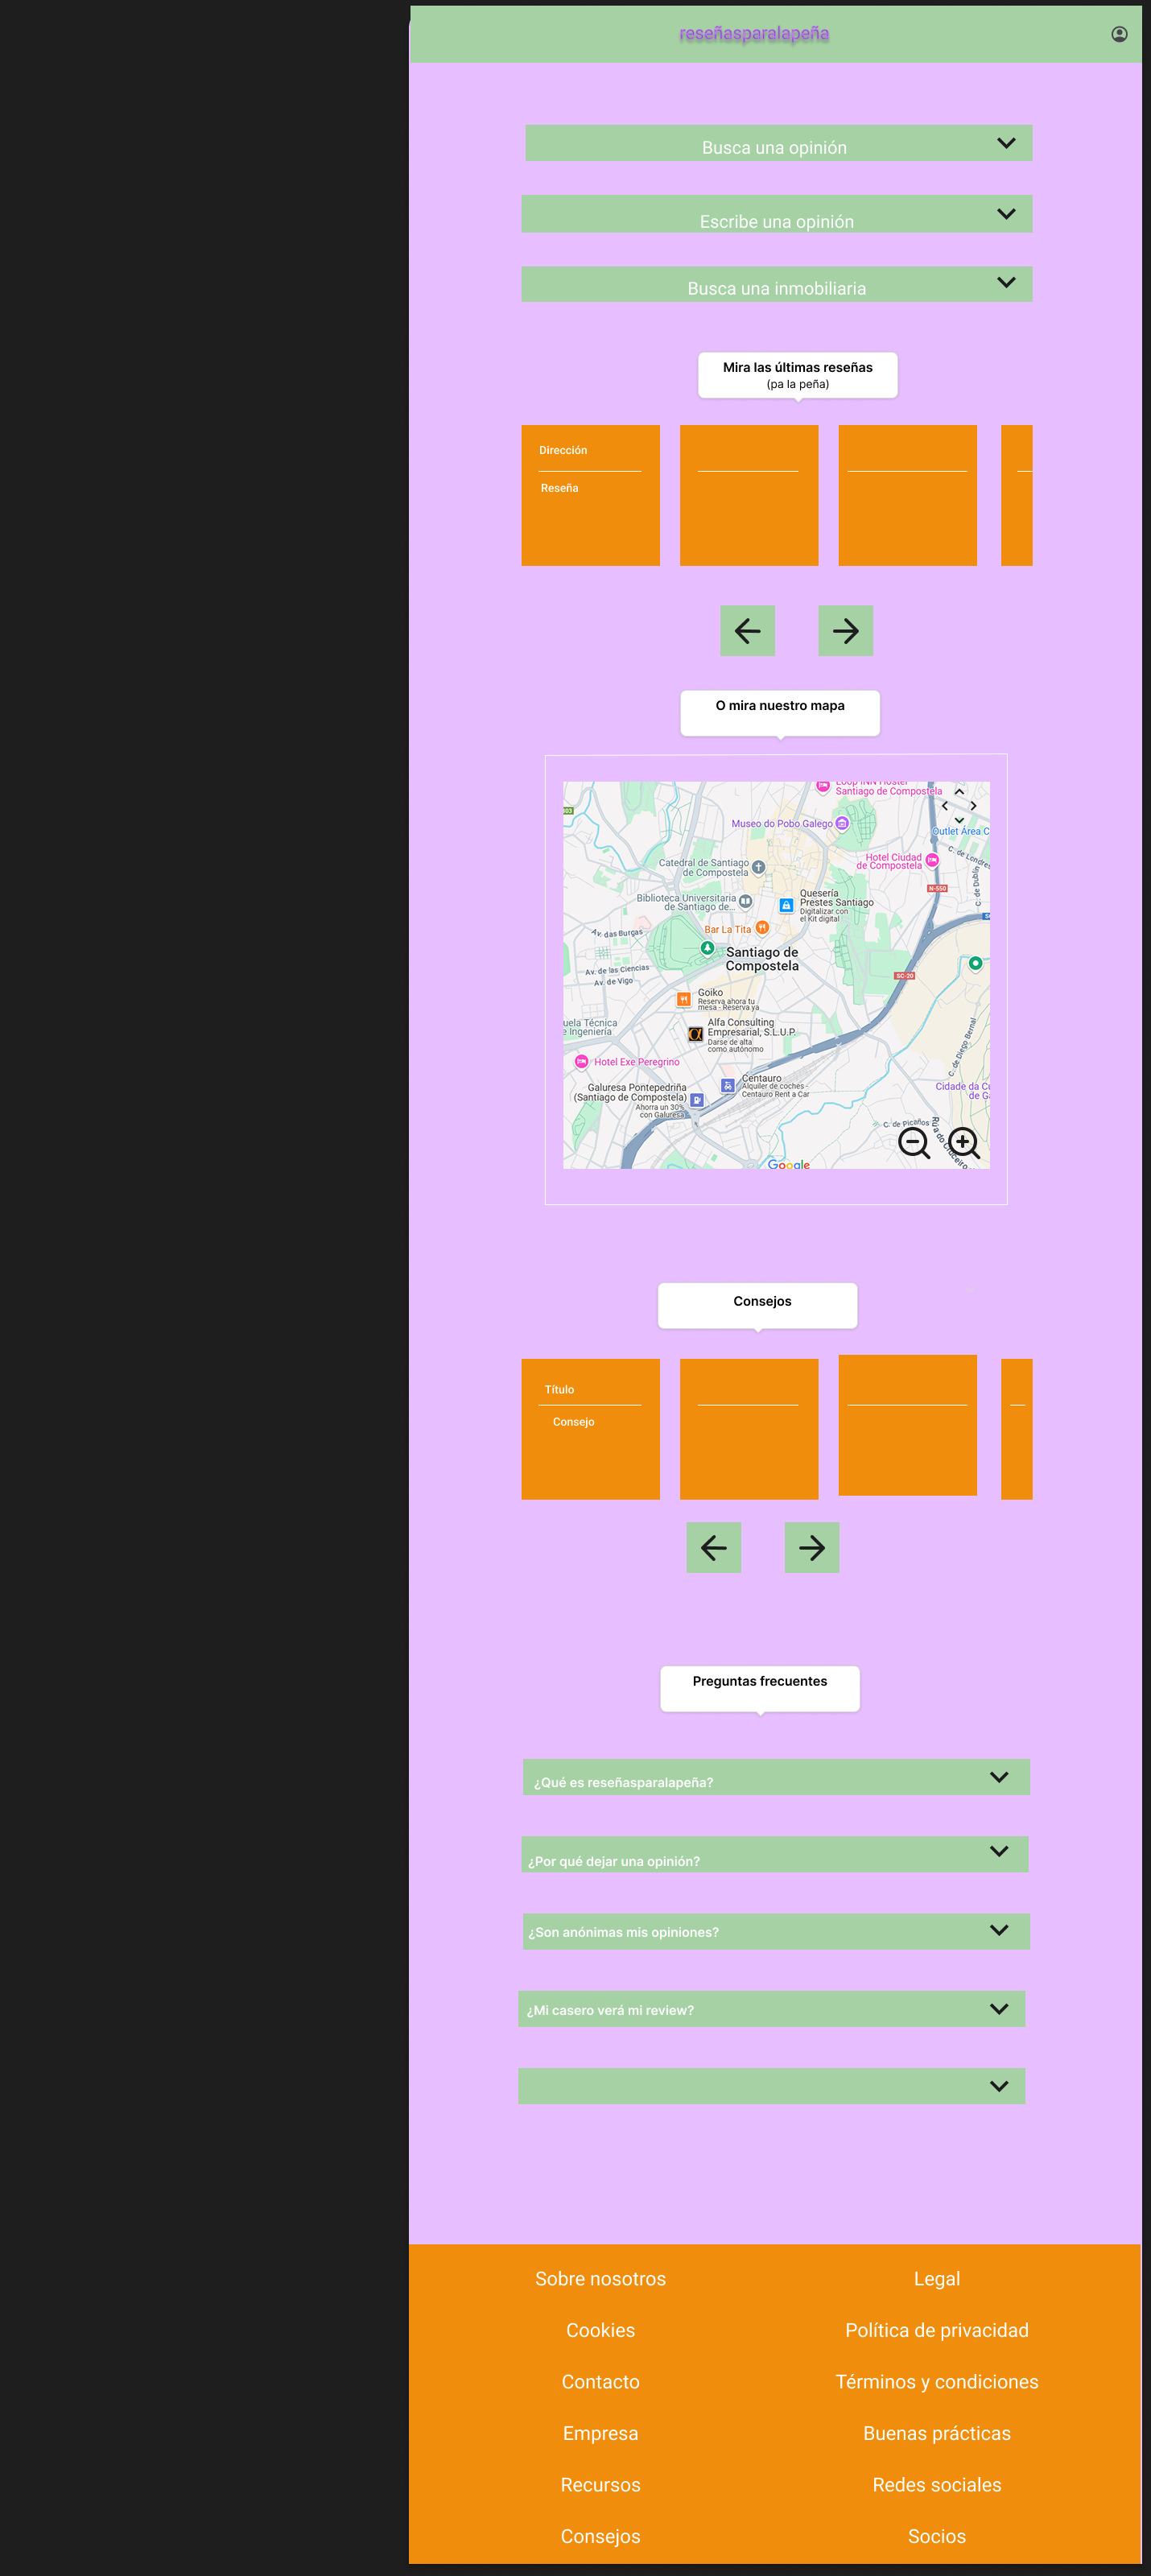 reseñasparalapeña
Busca una opinión
Escribe una opinión
Busca una inmobiliaria
Mira las últimas reseñas
(pa la peña)
Dirección
Reseña
O mira nuestro mapa
Loop INN Hostel
Santiago de Compostela
Museo do Pobo Galego
Outlet Área C
Hotel Ciudad
de Compostela
C. de Londres
C. de Dublín
N-550
Catedral de Santiago
de Compostela
Biblioteca Universitaria
de Santiago de...
Quesería
Prestes Santiago
Digitalizar con
el Kit digital
Bar La Tita
Av. das Burgas
Santiago de
Compostela
Av. de las Ciencias
Av. de Vigo
SC-20
Goiko
Reserva ahora tu
mesa - Reserva ya
uela Técnica
e Ingeniería
Alfa Consulting
Empresarial, S.L.U.P.
Darse de alta
como autónomo
C. de Diego Bernal
Hotel Exe Peregrino
Centauro
Alquiler de coches -
Centauro Rent a Car
Galuresa Pontepedriña
(Santiago de Compostela)
Ahorra un 30%
con Galuresa
Cidade da Cu
de Ga
C. de Picaños
Rúa do Cruceiro
Google
Consejos
Título
Consejo
Preguntas frecuentes
¿Qué es reseñasparalapeña?
¿Por qué dejar una opinión?
¿Son anónimas mis opiniones?
¿Mi casero verá mi review?
Sobre nosotros
Legal
Cookies
Política de privacidad
Contacto
Términos y condiciones
Empresa
Buenas prácticas
Recursos
Redes sociales
Consejos
Socios